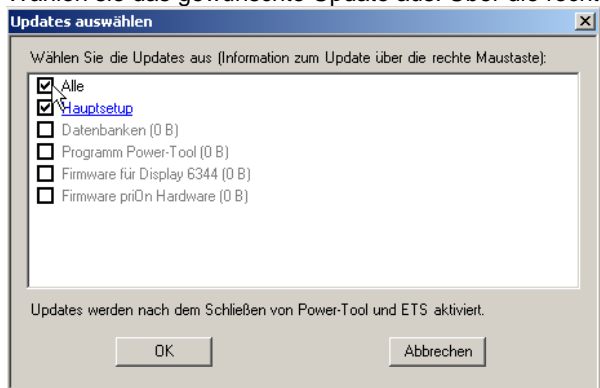 Updates auswählen
Wählen Sie die Updates aus (Information zum Update über die rechte Maustaste):
Alle
Hauptsetup
Datenbanken (0 B)
Programm Power-Tool (0 B)
Firmware für Display 6344 (0 B)
Firmware priOn Hardware (0 B)
Updates werden nach dem Schließen von Power-Tool und ETS aktiviert.
OK Abbrechen